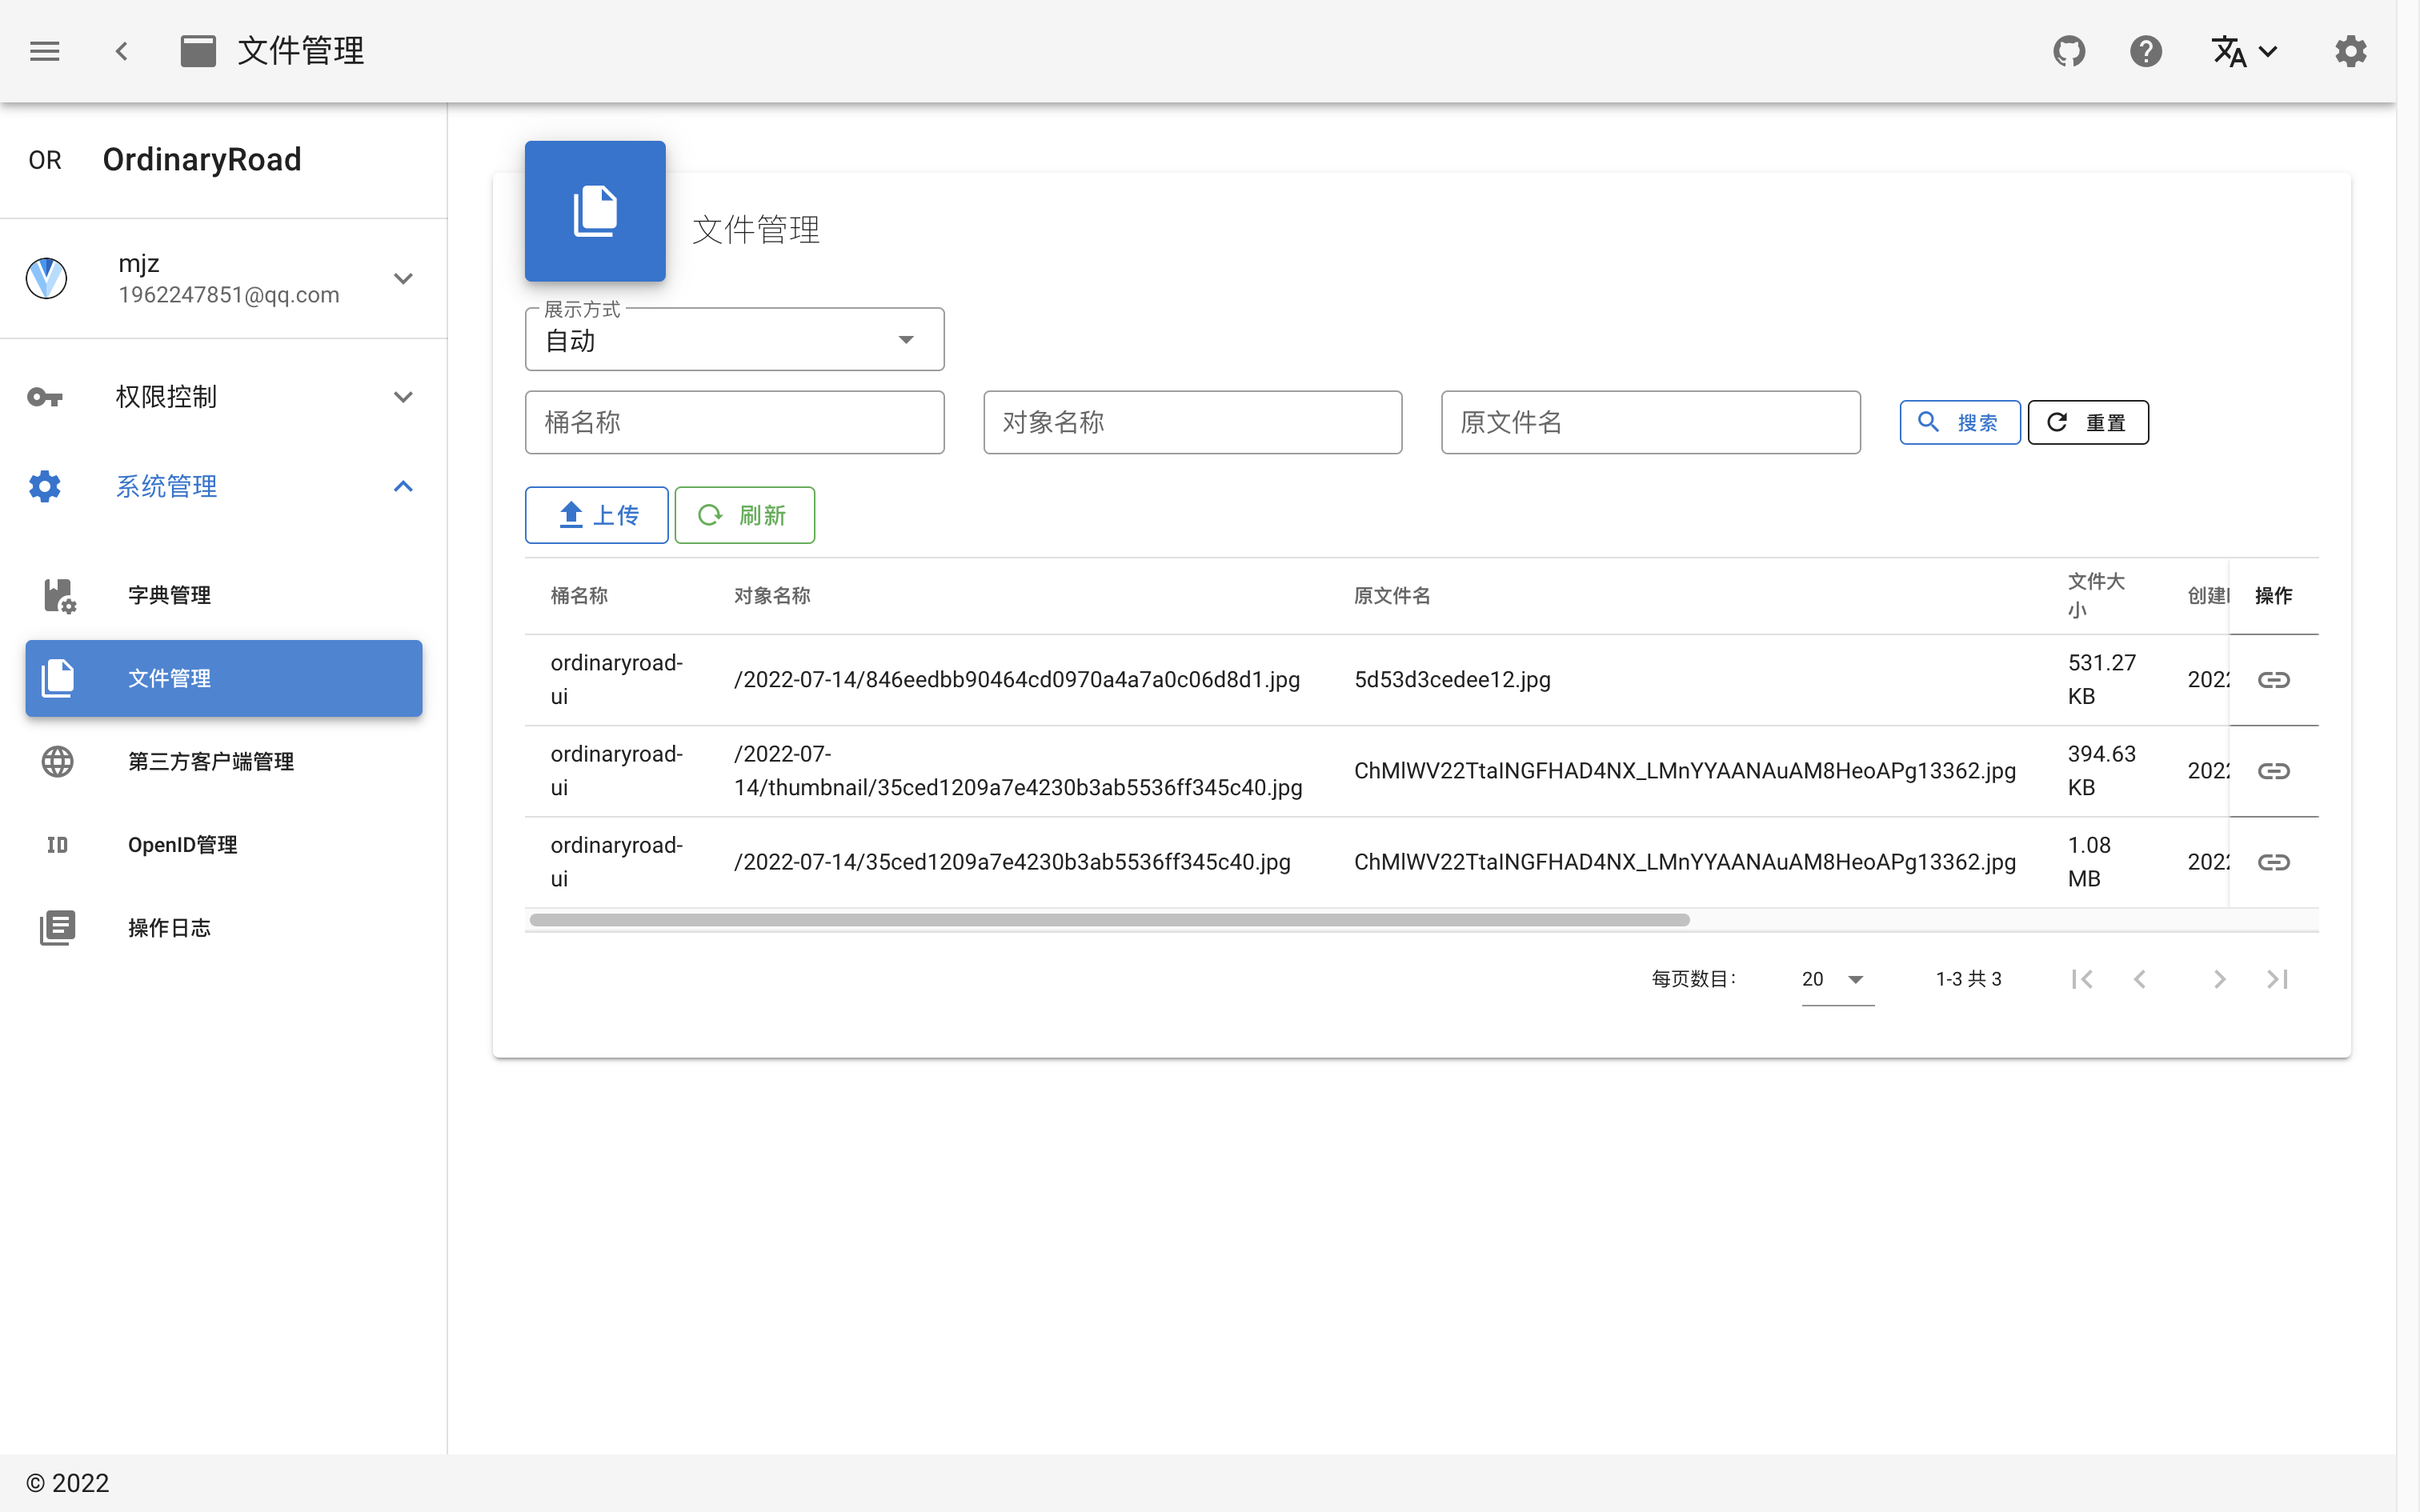 文件管理
OR OrdinaryRoad
mjz
1962247851@qq.com
权限控制
系统管理
字典管理
文件管理
第三方客户端管理
ID OpenID管理
操作日志
文件管理
展示方式
自动
桶名称 对象名称 原文件名 搜索 重置
上传 刷新
桶名称 对象名称 原文件名 文件大小 创建 操作
ordinaryroad-ui /2022-07-14/846eedbb90464cd0970a4a7a0c06d8d1.jpg 5d53d3cedee12.jpg 531.27 KB 2022
ordinaryroad-ui /2022-07-14/thumbnail/35ced1209a7e4230b3ab5536ff345c40.jpg ChMlWV22TtaINGFHAD4NX_LMnYYAANAuAM8HeoAPg13362.jpg 394.63 KB 2022
ordinaryroad-ui /2022-07-14/35ced1209a7e4230b3ab5536ff345c40.jpg ChMlWV22TtaINGFHAD4NX_LMnYYAANAuAM8HeoAPg13362.jpg 1.08 MB 2022
每页数目: 20 1-3 共 3
© 2022